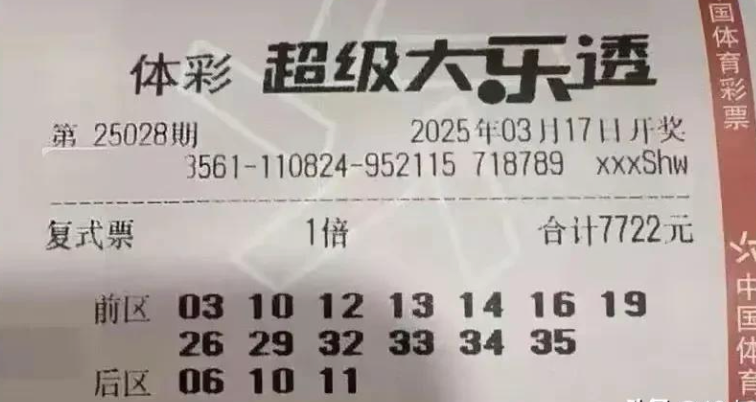 体彩 超级大乐透
第 25028期 2025年03月17日开奖
3561-110824-952115 718789 xxxShw
复式票 1倍 合计7722元
前区 03 10 12 13 14 16 19
26 29 32 33 34 35
后区 06 10 11
国体育彩票
中国体育